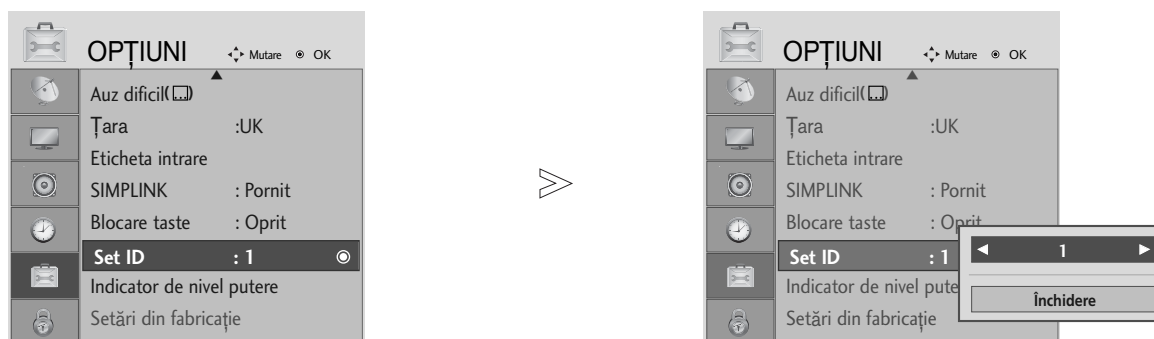 OPȚIUNI Mutare OK
Auz dificil( )
Țara :UK
Eticheta intrare
SIMPLINK : Pornit
Blocare taste : Oprit
Set ID : 1
Indicator de nivel putere
Setări din fabricație
OPȚIUNI Mutare OK
Auz dificil( )
Țara :UK
Eticheta intrare
SIMPLINK : Pornit
Blocare taste : Oprit
Set ID : 1
Indicator de nivel pute
Setări din fabricație
◄ 1 ►
Închidere